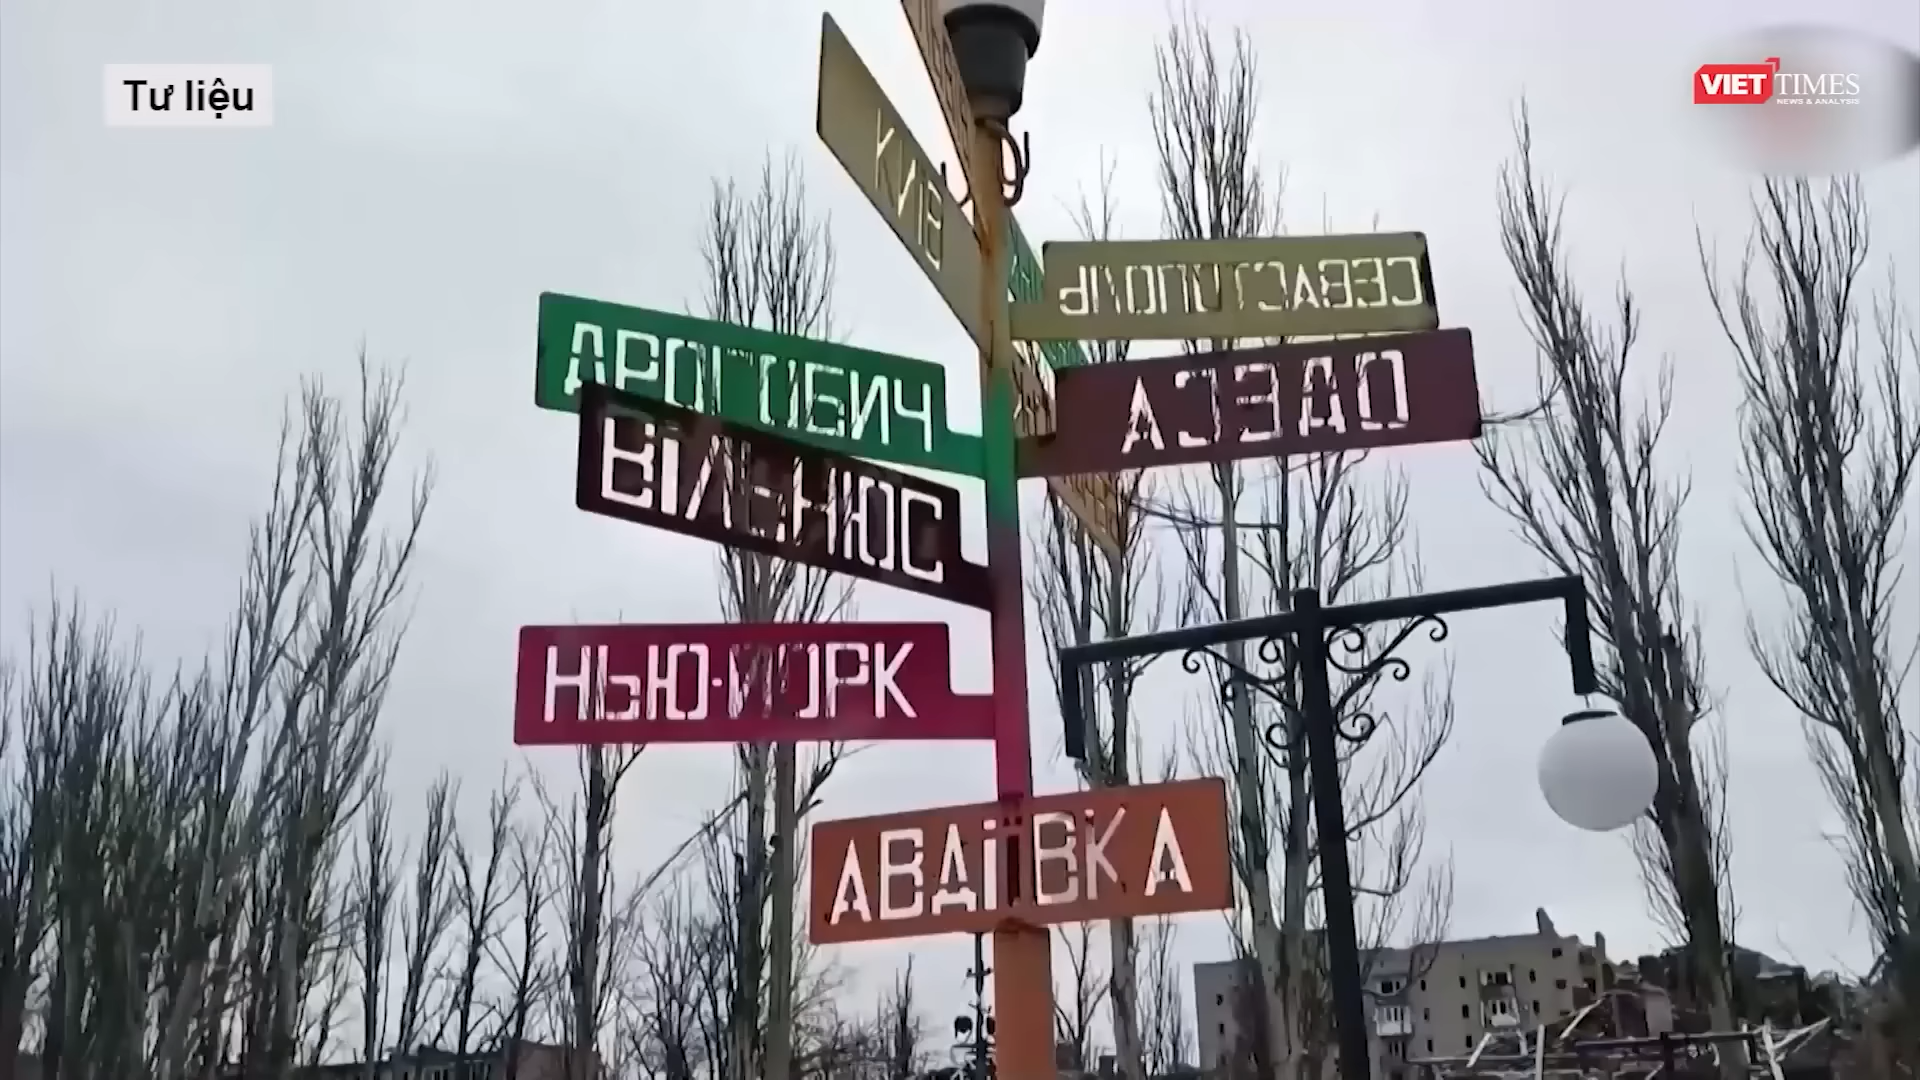 Tư liệu
VIETTIMES
NEWS & ANALYSIS
КИЇВ
СЕВАСТОПОЛЬ
ДРОГОБИЧ
ОДЕСА
ВІЛЬНЮС
НЬЮ-ЙОРК
АВДІЇВКА